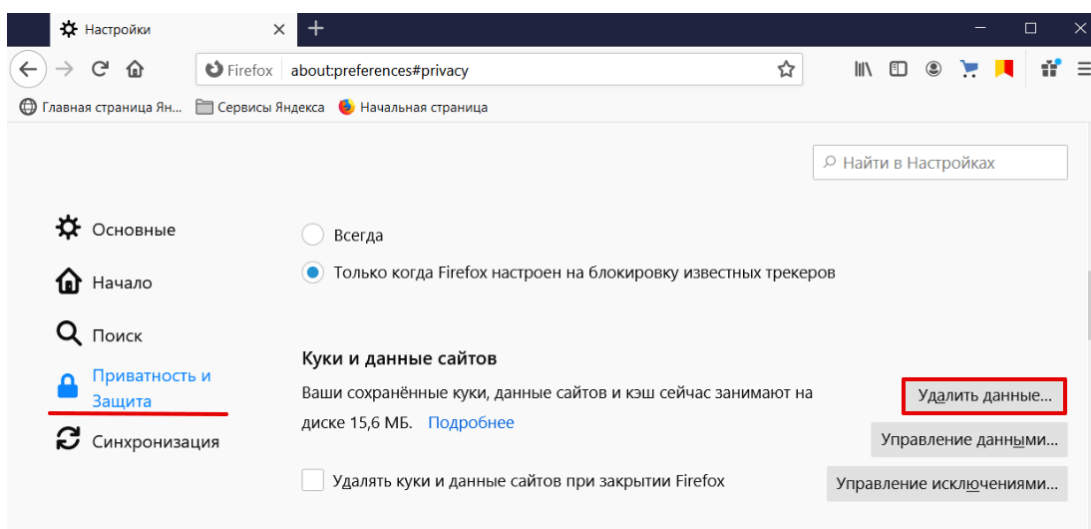 Настройки
Firefox about:preferences#privacy
Главная страница Ян... Сервисы Яндекса Начальная страница
Найти в Настройках
Основные
Начало
Поиск
Приватность и
Защита
Синхронизация
Всегда
Только когда Firefox настроен на блокировку известных трекеров
Куки и данные сайтов
Ваши сохранённые куки, данные сайтов и кэш сейчас занимают на
диске 15,6 МБ. Подробнее
Удалить данные...
Управление данными...
Удалять куки и данные сайтов при закрытии Firefox
Управление исключениями...